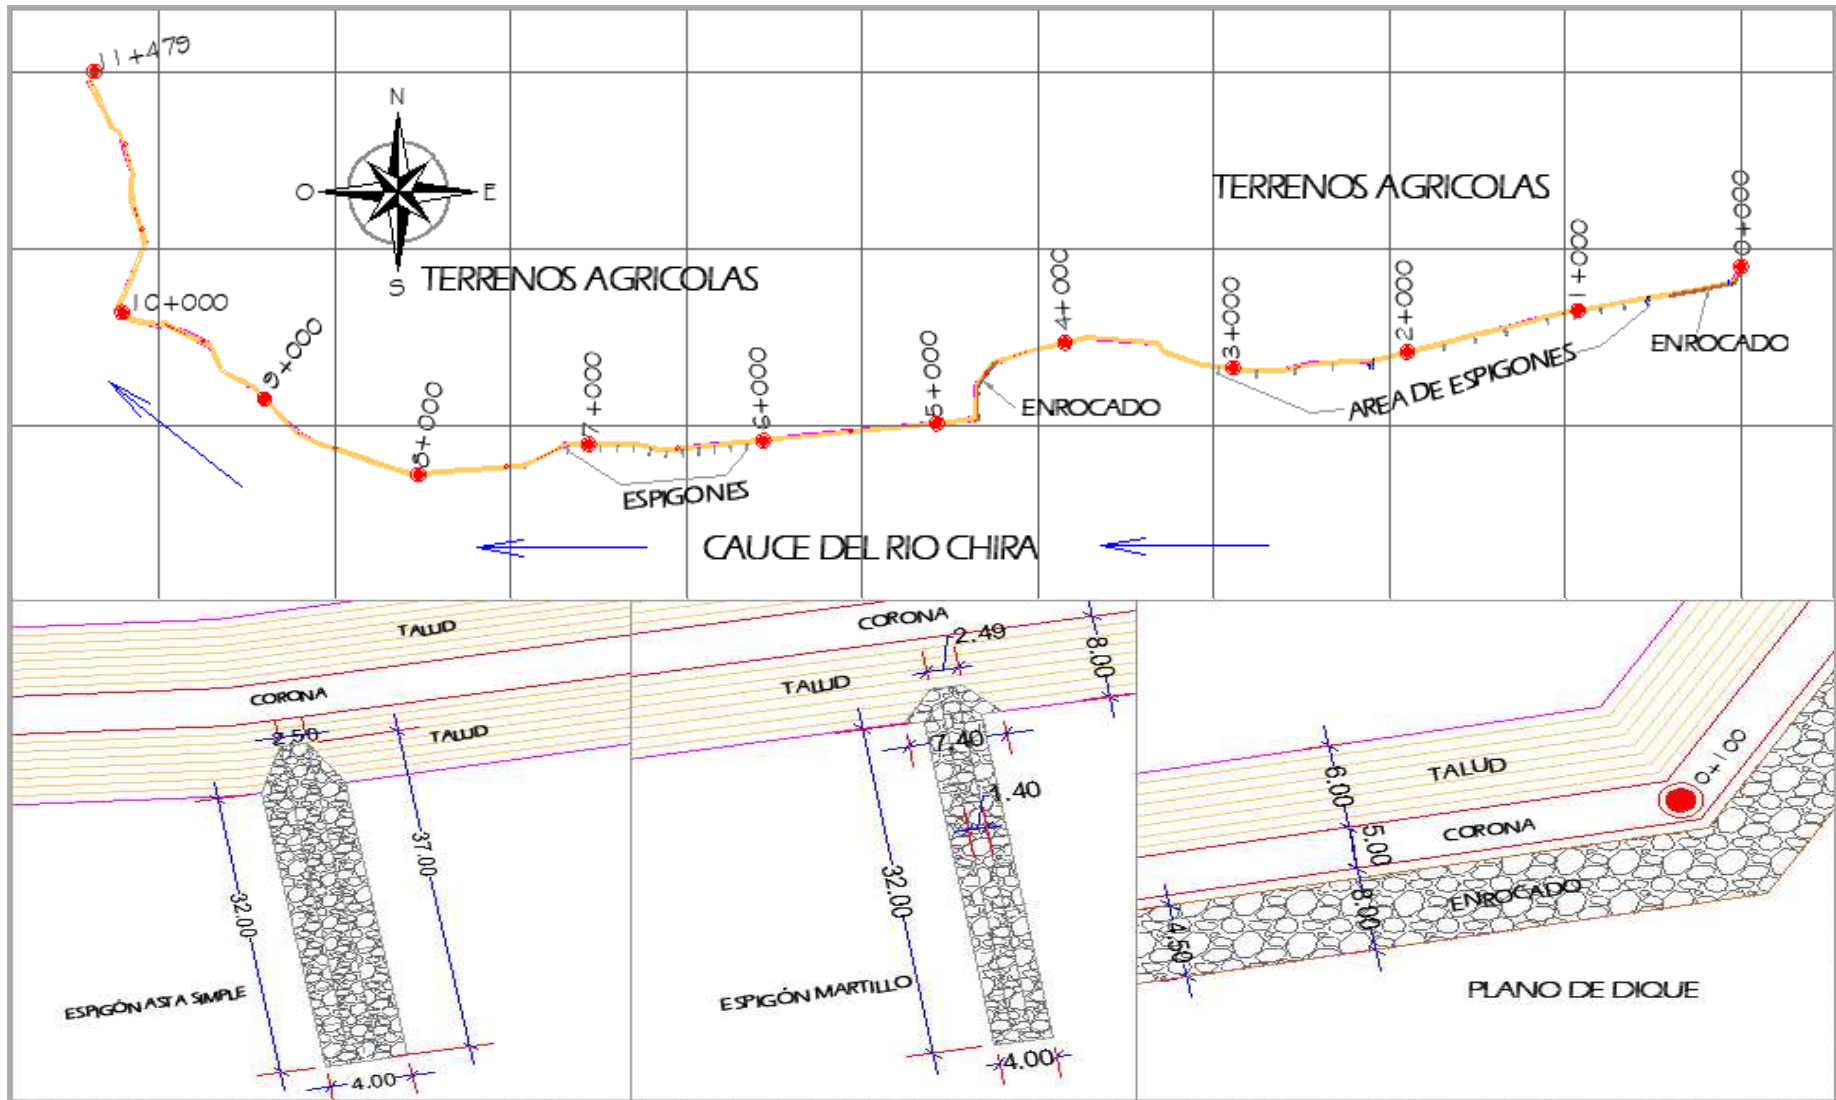 11+479
N
O
E
S
TERRENOS AGRICOLAS
TERRENOS AGRICOLAS
0+000
1+000
2+000
3+000
4+000
5+000
6+000
7+000
8+000
9+000
10+000
ENROCADO
AREA DE ESPIGONES
ENROCADO
ESPIGONES
CAUCE DEL RIO CHIRA
TALUD
CORONA
2.50
TALUD
37.00
32.00
ESPIGÓN ASTA SIMPLE
4.00
CORONA
2.49
8.00
TALUD
7.40
1.40
32.00
ESPIGÓN MARTILLO
4.00
0+100
TALUD
6.00
CORONA
5.00
ENROCADO
8.00
4.50
PLANO DE DIQUE